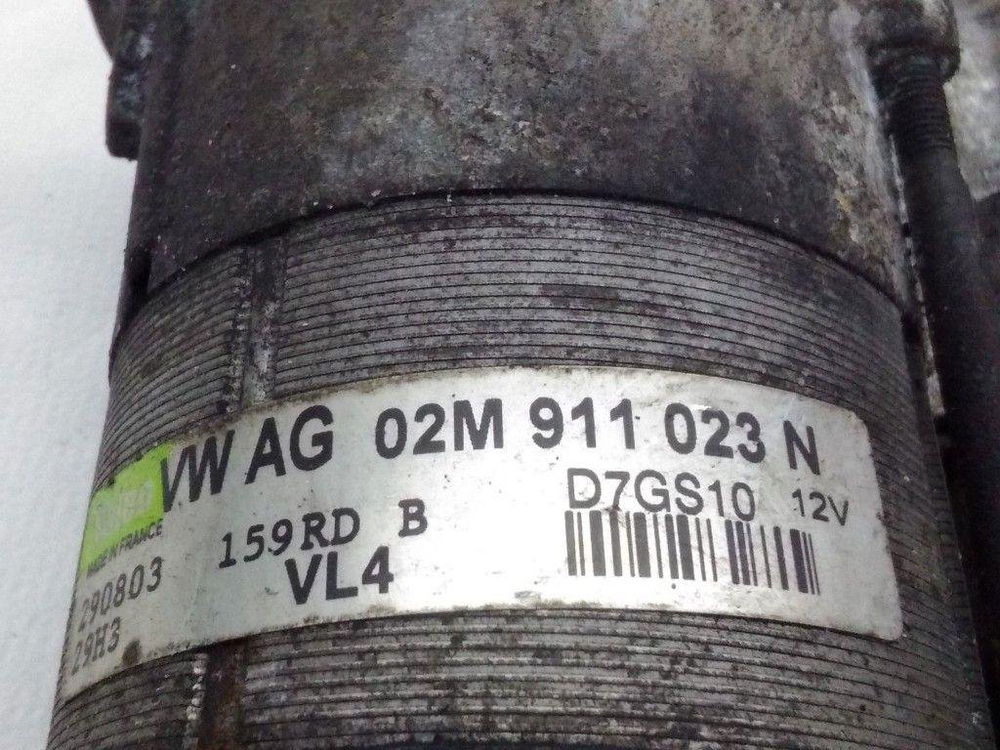 VW AG 02M 911 023 N
D7GS10 12V
MADE IN FRANCE
159RD B
VL4
290803
29H3